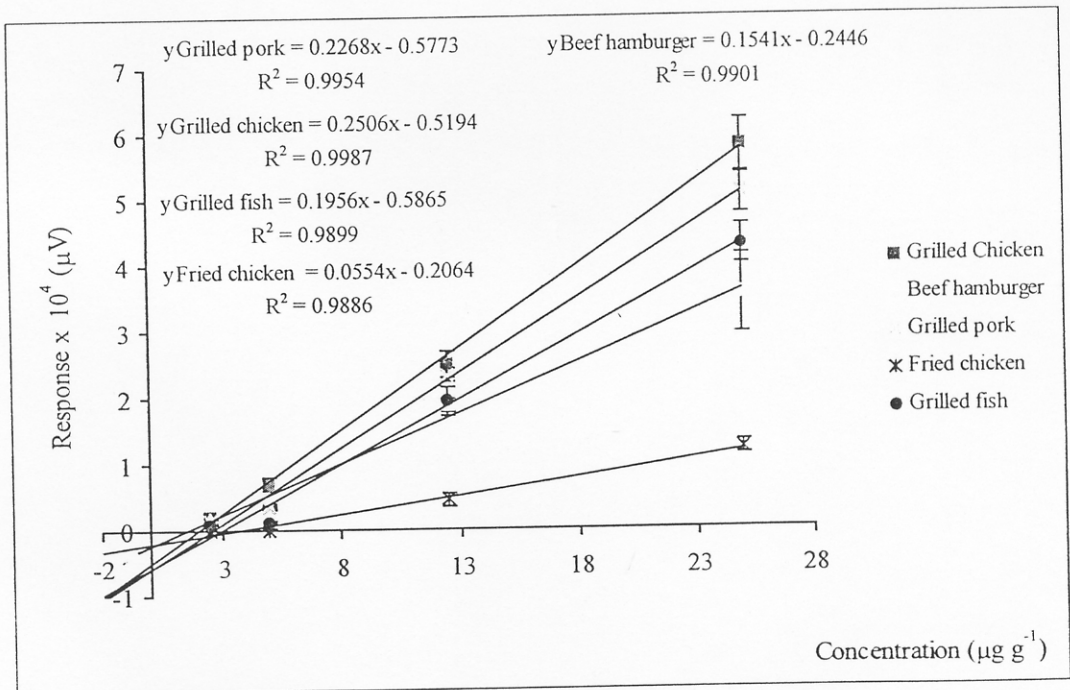 yGrilled pork = 0.2268x - 0.5773
R² = 0.9954
yBeef hamburger = 0.1541x - 0.2446
R² = 0.9901
yGrilled chicken = 0.2506x - 0.5194
R² = 0.9987
yGrilled fish = 0.1956x - 0.5865
R² = 0.9899
yFried chicken = 0.0554x - 0.2064
R² = 0.9886
Response x 10⁴ (µV)
7
6
5
4
3
2
1
0
-1
-2 3 8 13 18 23 28
Grilled Chicken
Beef hamburger
Grilled pork
Fried chicken
Grilled fish
Concentration (µg g⁻¹)